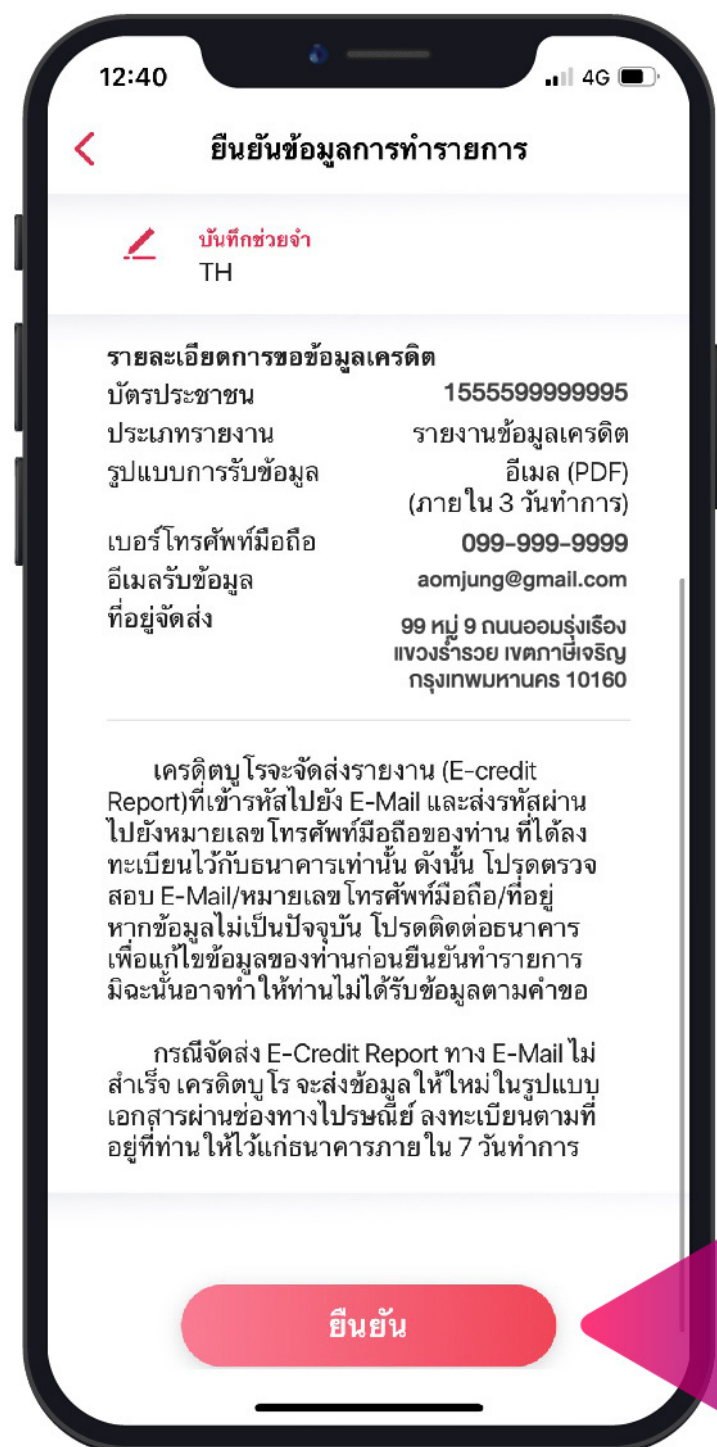 12:40
4G
ยืนยันข้อมูลการทำรายการ
บันทึกช่วยจำ
TH
รายละเอียดการขอข้อมูลเครดิต
บัตรประชาชน 1555599999995
ประเภทรายงาน รายงานข้อมูลเครดิต
รูปแบบการรับข้อมูล อีเมล (PDF)
(ภายใน 3 วันทำการ)
เบอร์โทรศัพท์มือถือ 099-999-9999
อีเมลรับข้อมูล aomjung@gmail.com
ที่อยู่จัดส่ง 99 หมู่ 9 ถนนออมรุ่งเรือง
แขวงร่ำรวย เขตภาษีเจริญ
กรุงเทพมหานคร 10160
เครดิตบูโรจะจัดส่งรายงาน (E-credit
Report)ที่เข้ารหัสไปยัง E-Mail และส่งรหัสผ่าน
ไปยังหมายเลขโทรศัพท์มือถือของท่าน ที่ได้ลง
ทะเบียนไว้กับธนาคารเท่านั้น ดังนั้น โปรดตรวจ
สอบ E-Mail/หมายเลขโทรศัพท์มือถือ/ที่อยู่
หากข้อมูลไม่เป็นปัจจุบัน โปรดติดต่อธนาคาร
เพื่อแก้ไขข้อมูลของท่านก่อนยืนยันทำรายการ
มิฉะนั้นอาจทำให้ท่านไม่ได้รับข้อมูลตามคำขอ
กรณีจัดส่ง E-Credit Report ทาง E-Mail ไม่
สำเร็จ เครดิตบูโร จะส่งข้อมูลให้ใหม่ในรูปแบบ
เอกสารผ่านช่องทางไปรษณีย์ ลงทะเบียนตามที่
อยู่ที่ท่านให้ไว้แก่ธนาคารภายใน 7 วันทำการ
ยืนยัน